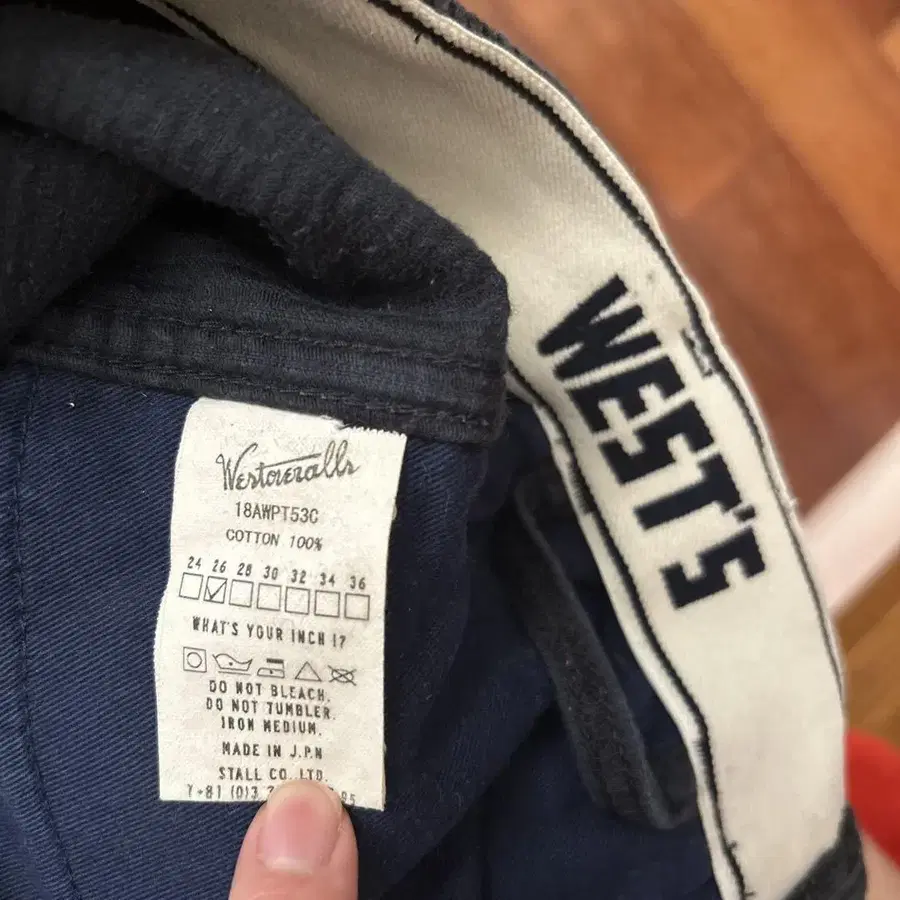 WEST'S
Westoveralls
18AWPT53C
COTTON 100%
24 26 28 30 32 34 36
WHAT'S YOUR INCH !?
DO NOT BLEACH.
DO NOT TUMBLER.
IRON MEDIUM.
MADE IN J.P.N
STALL CO. LTD.